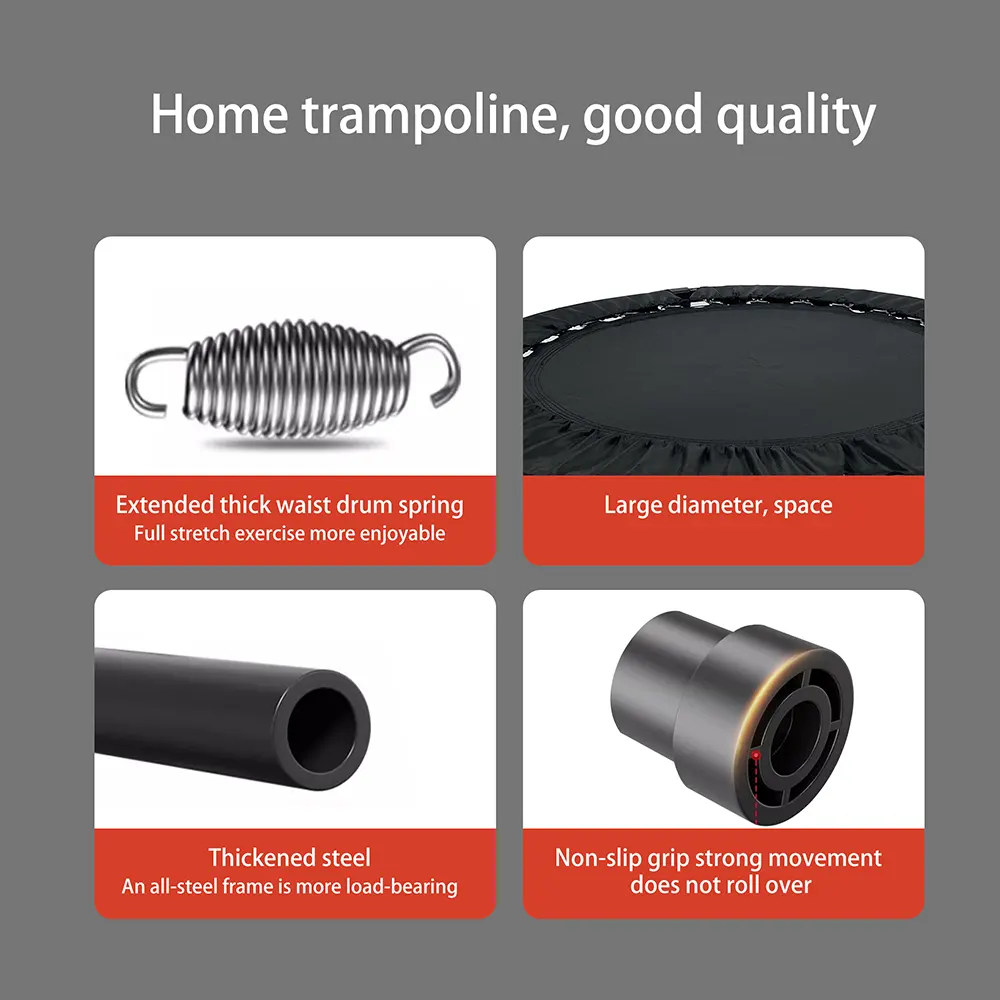 Home trampoline, good quality
Extended thick waist drum spring
Full stretch exercise more enjoyable
Large diameter, space
Thickened steel
An all-steel frame is more load-bearing
Non-slip grip strong movement
does not roll over